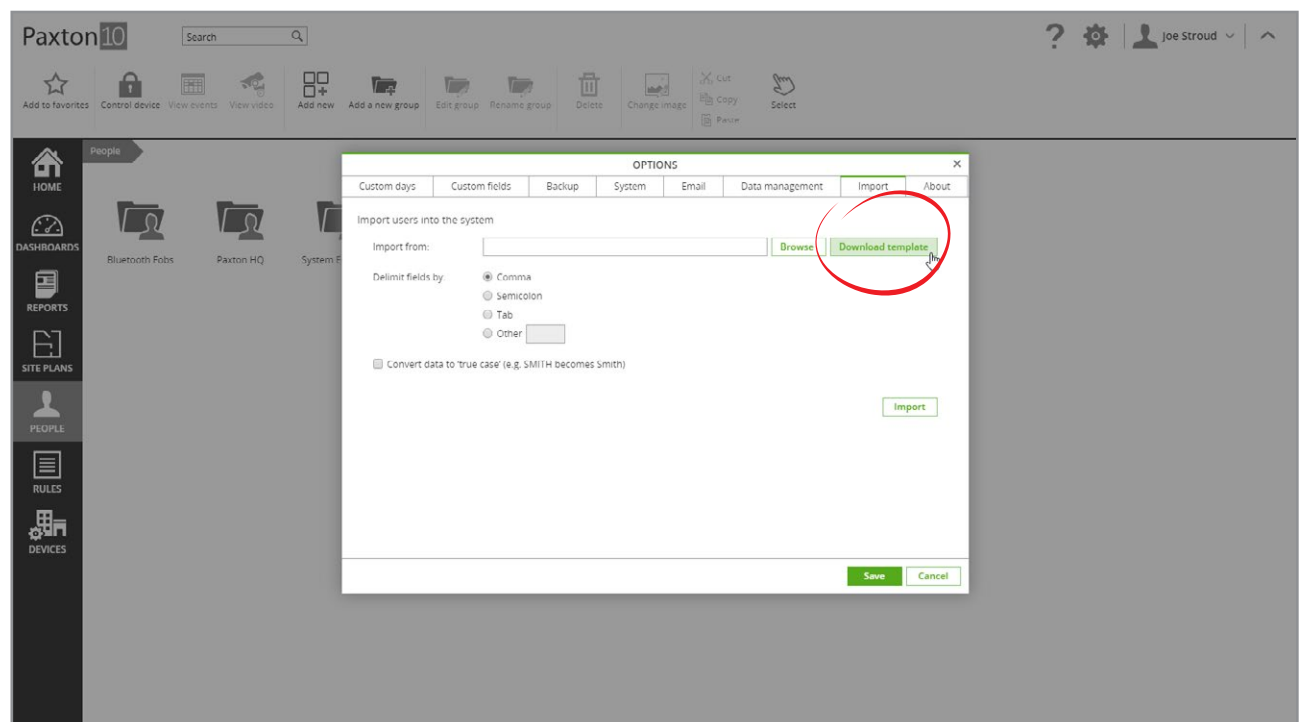 Paxton10
Search
? Joe Stroud
Add to favorites
Control device
View events
View video
Add new
Add a new group
Edit group
Rename group
Delete
Change image
Cut
Copy
Paste
Select
HOME
DASHBOARDS
REPORTS
SITE PLANS
PEOPLE
RULES
DEVICES
People
Bluetooth Fobs
Paxton HQ
System E
OPTIONS
Custom days
Custom fields
Backup
System
Email
Data management
Import
About
Import users into the system
Import from:
Browse
Download template
Delimit fields by:
Comma
Semicolon
Tab
Other
Convert data to 'true case' (e.g. SMITH becomes Smith)
Import
Save
Cancel